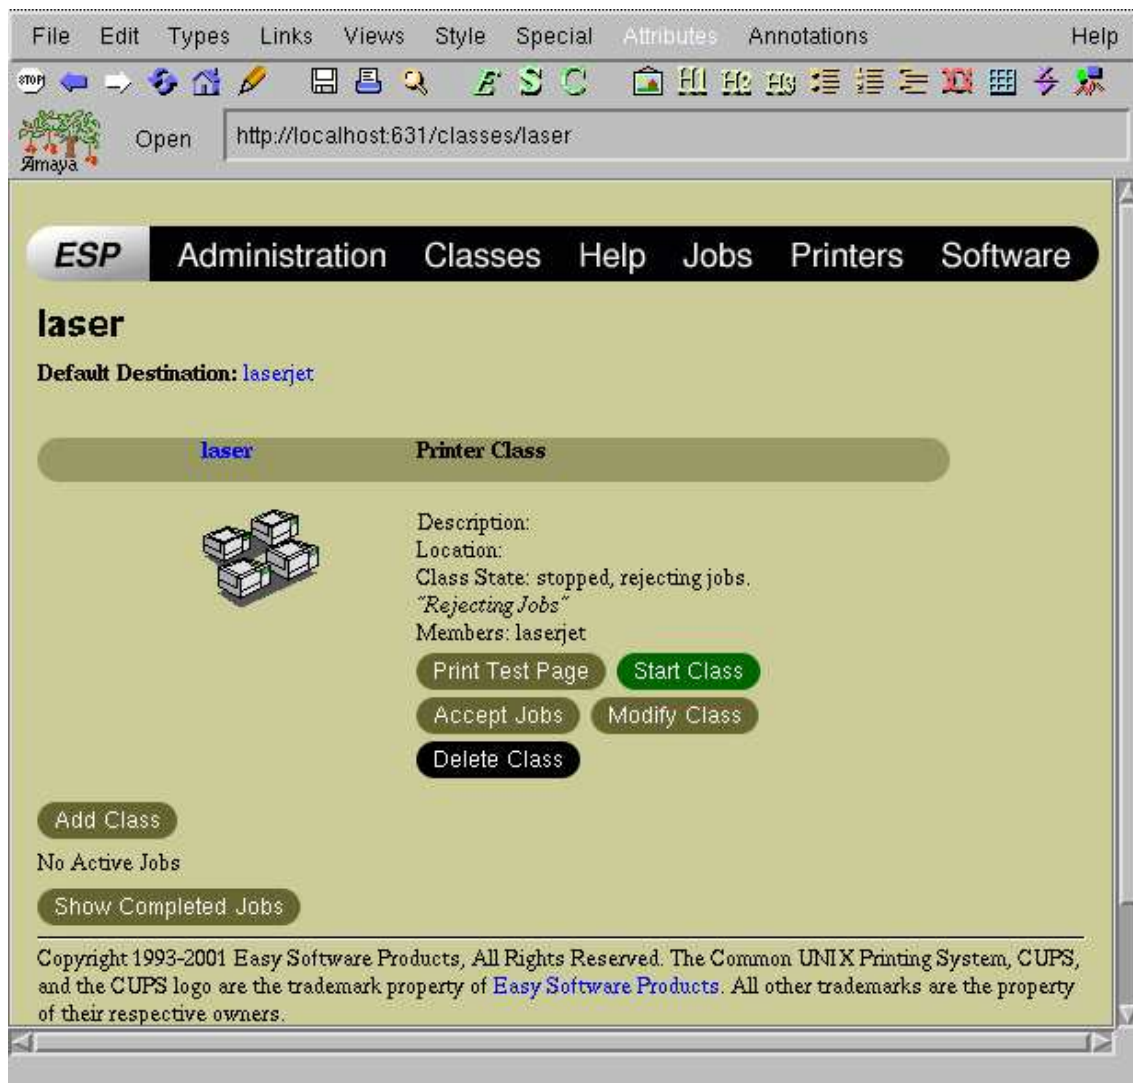 File Edit Types Links Views Style Special Attributes Annotations Help
STOP E S C H1 H2 H3
Amaya Open http://localhost:631/classes/laser
ESP Administration Classes Help Jobs Printers Software
laser
Default Destination: laserjet
laser Printer Class
Description:
Location:
Class State: stopped, rejecting jobs.
"Rejecting Jobs"
Members: laserjet
Print Test Page Start Class
Accept Jobs Modify Class
Delete Class
Add Class
No Active Jobs
Show Completed Jobs
Copyright 1993-2001 Easy Software Products, All Rights Reserved. The Common UNIX Printing System, CUPS,
and the CUPS logo are the trademark property of Easy Software Products. All other trademarks are the property
of their respective owners.